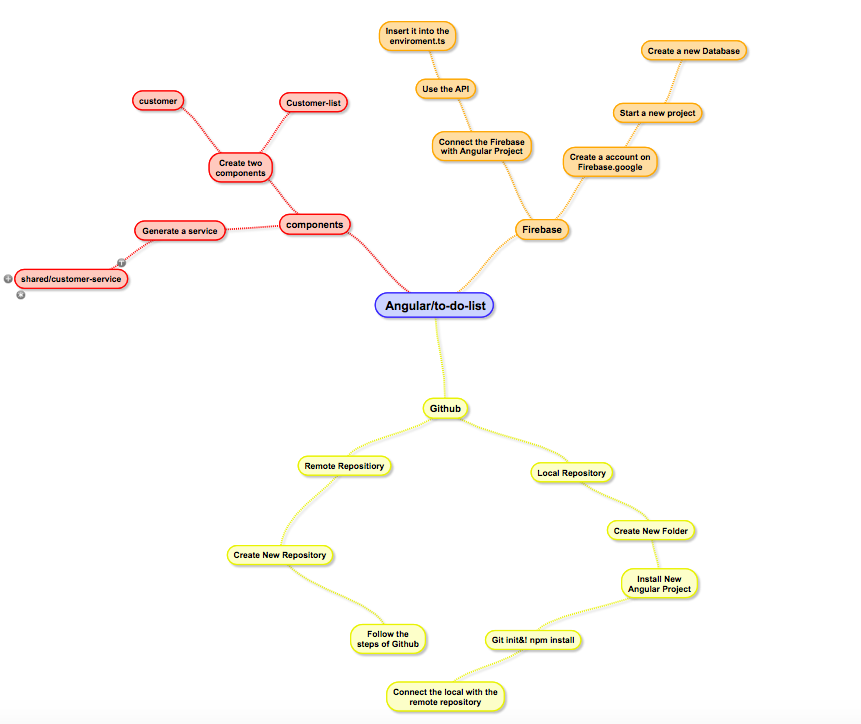 Insert it into the
enviroment.ts
Create a new Database
Use the API
customer
Customer-list
Start a new project
Connect the Firebase
with Angular Project
Create a account on
Firebase.google
Create two
components
components
Generate a service
Firebase
shared/customer-service
Angular/to-do-list
Github
Remote Repositiory
Local Repository
Create New Folder
Create New Repository
Install New
Angular Project
Follow the
steps of Github
Git init&! npm install
Connect the local with the
remote repository